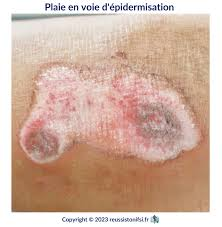 Plaie en voie d'épidermisation
Copyright © 2023 reussistonifsi.fr